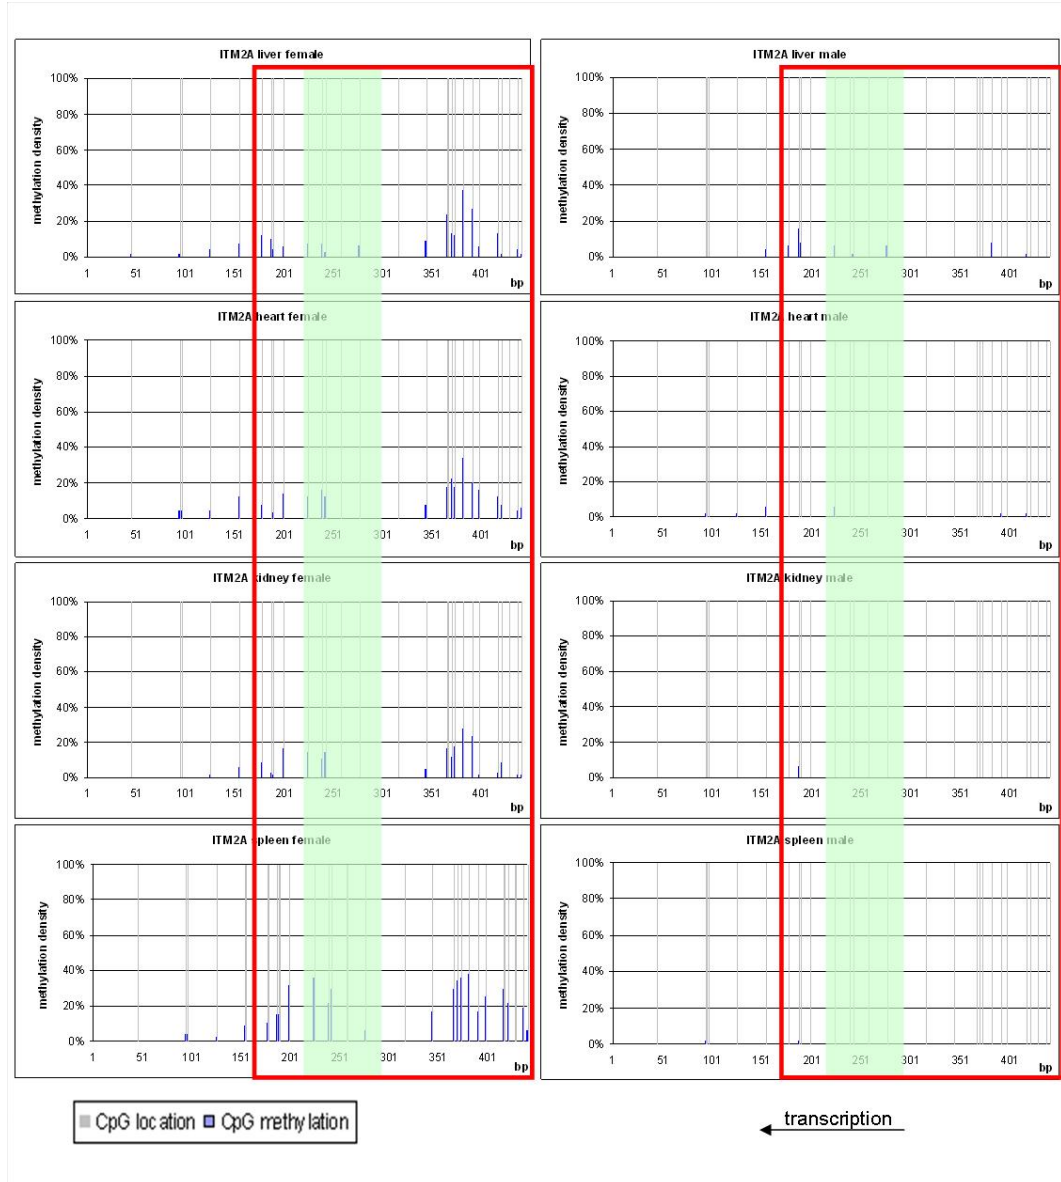 ITM2A liver female
100%
80%
60%
40%
20%
0%
methylation density
1 51 101 151 201 251 301 351 401
bp
ITM2A liver male
100%
80%
60%
40%
20%
0%
methylation density
1 51 101 151 201 251 301 351 401
bp
ITM2A heart female
100%
80%
60%
40%
20%
0%
methylation density
1 51 101 151 201 251 301 351 401
bp
ITM2A heart male
100%
80%
60%
40%
20%
0%
methylation density
1 51 101 151 201 251 301 351 401
bp
ITM2A kidney female
100%
80%
60%
40%
20%
0%
methylation density
1 51 101 151 201 251 301 351 401
bp
ITM2A kidney male
100%
80%
60%
40%
20%
0%
methylation density
1 51 101 151 201 251 301 351 401
bp
ITM2A spleen female
100%
80%
60%
40%
20%
0%
methylation density
1 51 101 151 201 251 301 351 401
bp
ITM2A spleen male
100%
80%
60%
40%
20%
0%
methylation density
1 51 101 151 201 251 301 351 401
bp
CpG location CpG methylation
transcription